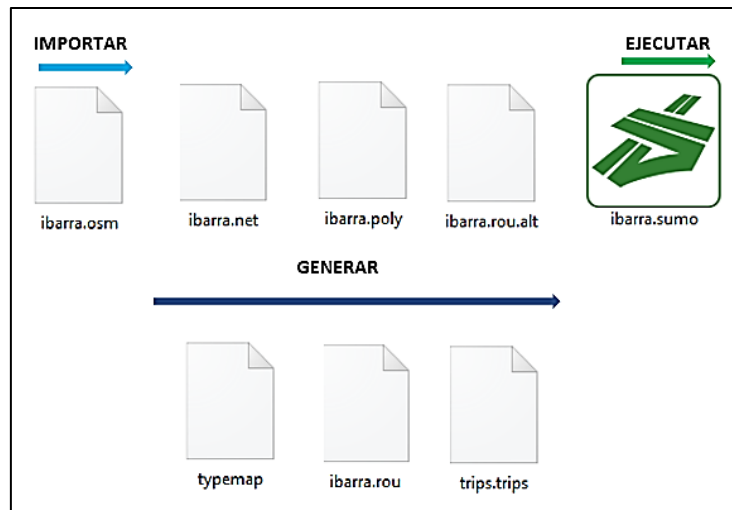 IMPORTAR
EJECUTAR
ibarra.osm
ibarra.net
ibarra.poly
ibarra.rou.alt
ibarra.sumo
GENERAR
typemap
ibarra.rou
trips.trips